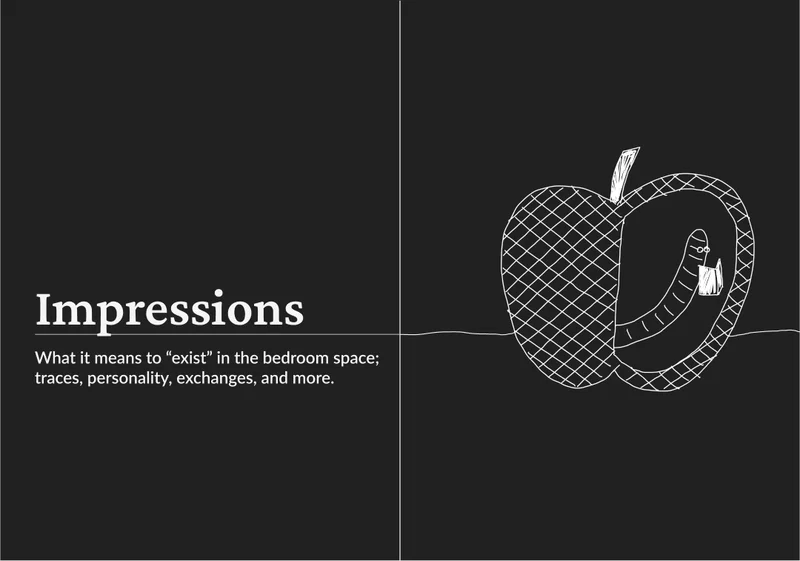 Impressions
What it means to “exist” in the bedroom space;
traces, personality, exchanges, and more.